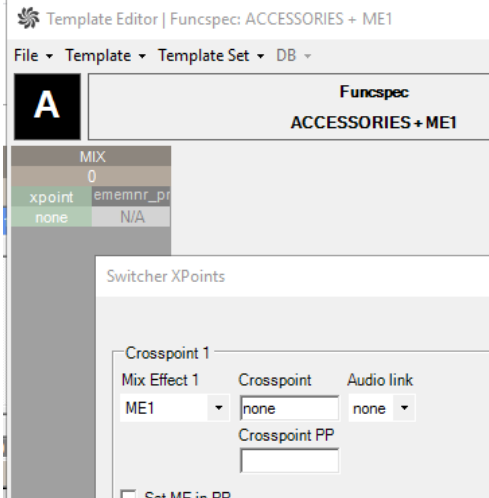 Template Editor | Funcspec: ACCESSORIES + ME1
File Template Template Set DB
A
Funcspec
ACCESSORIES + ME1
MIX
0
xpoint ememnr_pr
none N/A
Switcher XPoints
Crosspoint 1
Mix Effect 1 Crosspoint Audio link
ME1 none none
Crosspoint PP
Set ME in PP